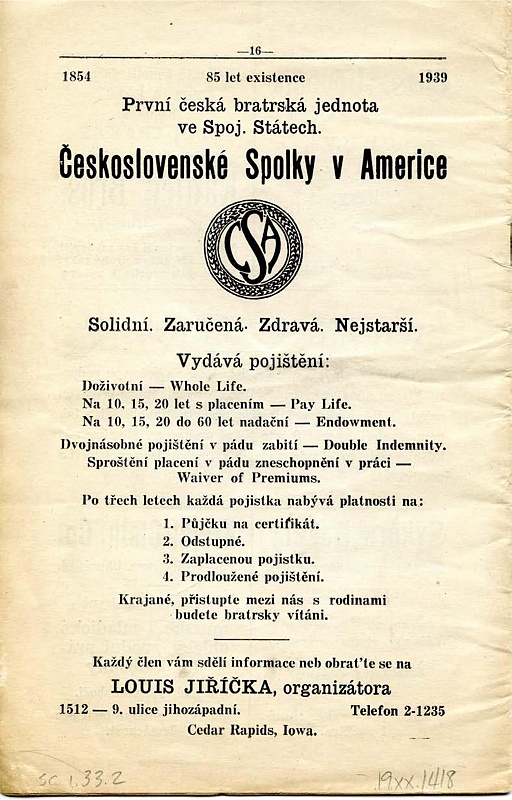 —16—
1854 85 let existence 1939
První česká bratrská jednota
ve Spoj. Státech.
Československé Spolky v Americe
CSA
Solidní. Zaručená. Zdravá. Nejstarší.
Vydává pojištění:
Doživotní — Whole Life.
Na 10, 15, 20 let s placením — Pay Life.
Na 10, 15, 20 do 60 let nadační — Endowment.
Dvojnásobné pojištění v pádu zabití — Double Indemnity.
Sproštění placení v pádu zneschopnění v práci —
Waiver of Premiums.
Po třech letech každá pojistka nabývá platnosti na:
1. Půjčku na certifikát.
2. Odstupné.
3. Zaplacenou pojistku.
4. Prodloužené pojištění.
Krajané, přistupte mezi nás s rodinami
budete bratrsky vítáni.
Každý člen vám sdělí informace neb obraťte se na
LOUIS JIŘÍČKA, organizátora
1512 — 9. ulice jihozápadní. Telefon 2-1235
Cedar Rapids, Iowa.
SC 1.33.2 19xx.1418